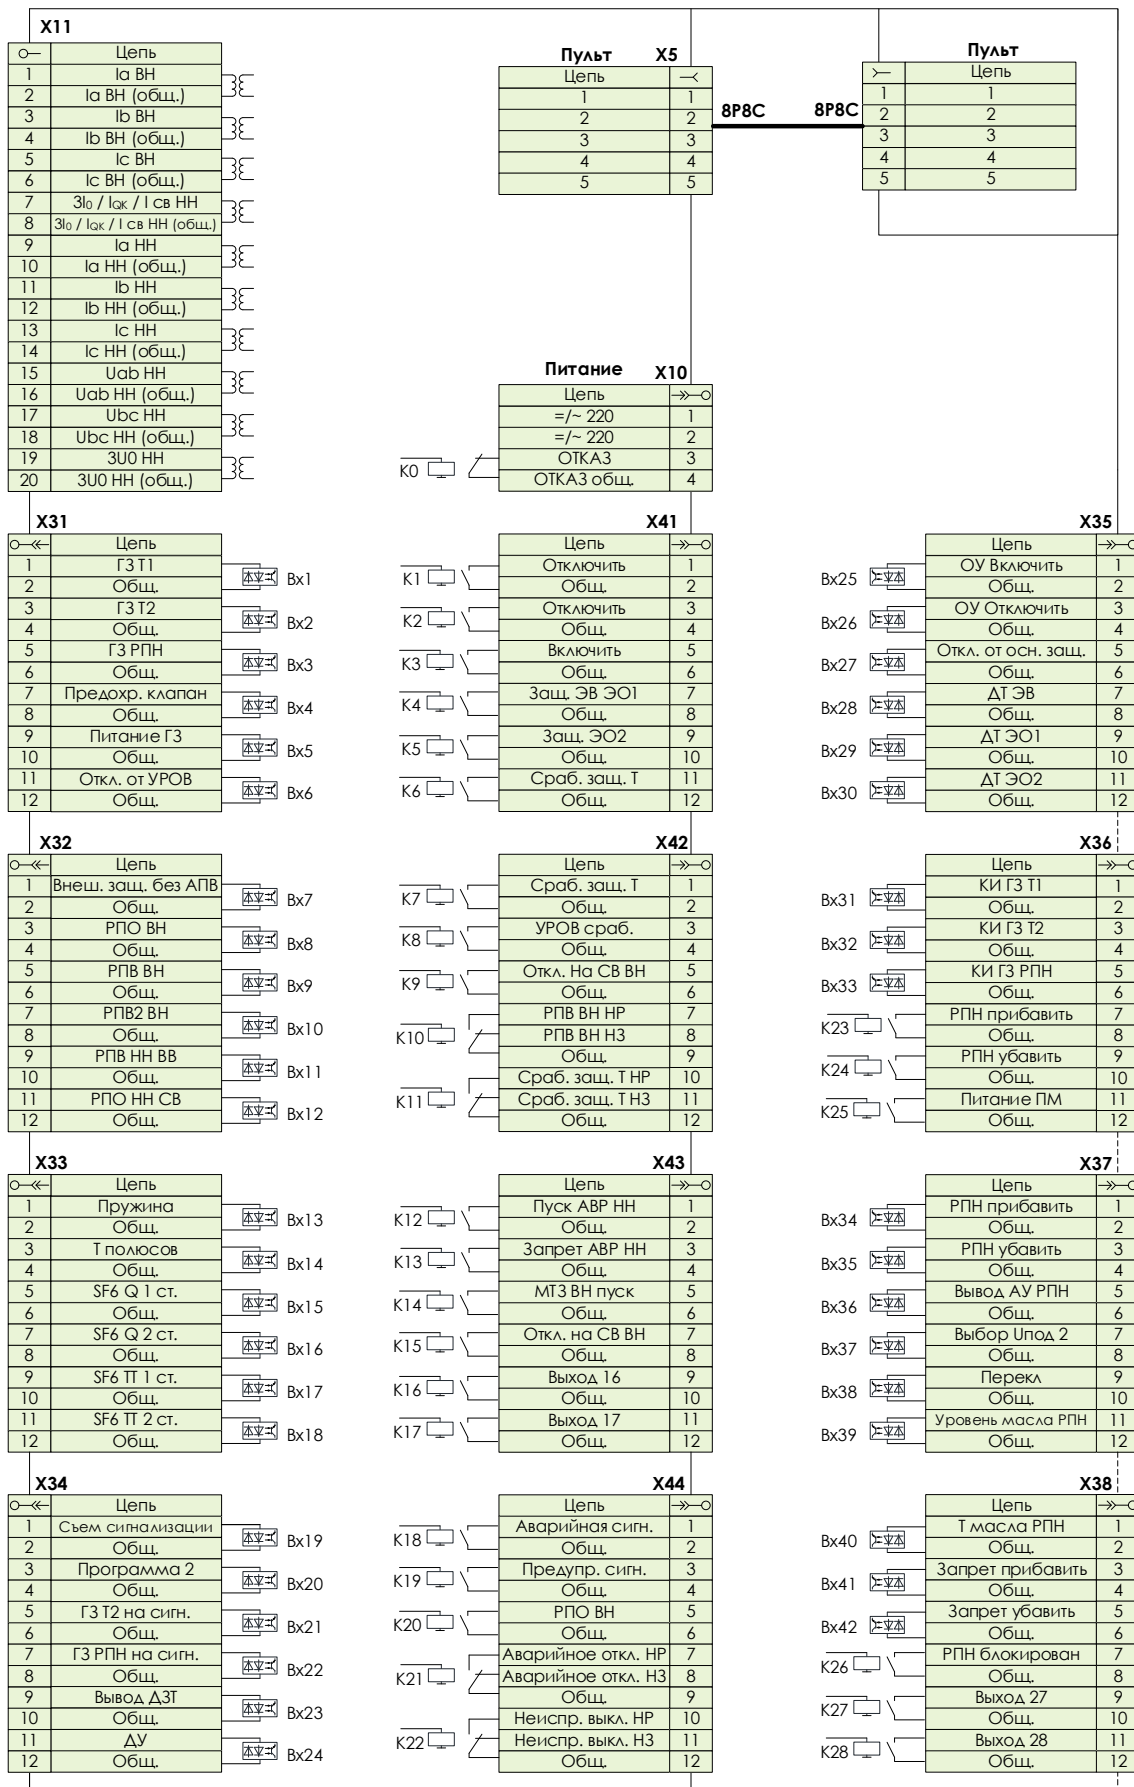 X11
Цепь
1 Ia ВН
2 Ia ВН (общ.)
3 Ib ВН
4 Ib ВН (общ.)
5 Ic ВН
6 Ic ВН (общ.)
7 3I0 / IQK / I св НН
8 3I0 / IQK / I св НН (общ.)
9 Ia НН
10 Ia НН (общ.)
11 Ib НН
12 Ib НН (общ.)
13 Ic НН
14 Ic НН (общ.)
15 Uab НН
16 Uab НН (общ.)
17 Ubc НН
18 Ubc НН (общ.)
19 3U0 НН
20 3U0 НН (общ.)
Пульт X5
Цепь
1 1
2 2
3 3
4 4
5 5
8P8C 8P8C
Пульт
Цепь
1 1
2 2
3 3
4 4
5 5
Питание X10
Цепь
=/~ 220 1
=/~ 220 2
ОТКАЗ 3
ОТКАЗ общ. 4
K0
X31
Цепь
1 ГЗ Т1
2 Общ.
3 ГЗ Т2
4 Общ.
5 ГЗ РПН
6 Общ.
7 Предохр. клапан
8 Общ.
9 Питание ГЗ
10 Общ.
11 Откл. от УРОВ
12 Общ.
Вх1
Вх2
Вх3
Вх4
Вх5
Вх6
X41
Цепь
Отключить 1
Общ. 2
Отключить 3
Общ. 4
Включить 5
Общ. 6
Защ. ЭВ ЭО1 7
Общ. 8
Защ. ЭО2 9
Общ. 10
Сраб. защ. Т 11
Общ. 12
K1
K2
K3
K4
K5
K6
X35
Цепь
ОУ Включить 1
Общ. 2
ОУ Отключить 3
Общ. 4
Откл. от осн. защ. 5
Общ. 6
ДТ ЭВ 7
Общ. 8
ДТ ЭО1 9
Общ. 10
ДТ ЭО2 11
Общ. 12
Вх25
Вх26
Вх27
Вх28
Вх29
Вх30
X32
Цепь
1 Внеш. защ. без АПВ
2 Общ.
3 РПО ВН
4 Общ.
5 РПВ ВН
6 Общ.
7 РПВ2 ВН
8 Общ.
9 РПВ НН ВВ
10 Общ.
11 РПО НН СВ
12 Общ.
Вх7
Вх8
Вх9
Вх10
Вх11
Вх12
X42
Цепь
Сраб. защ. Т 1
Общ. 2
УРОВ сраб. 3
Общ. 4
Откл. На СВ ВН 5
Общ. 6
РПВ ВН НР 7
РПВ ВН НЗ 8
Общ. 9
Сраб. защ. Т НР 10
Сраб. защ. Т НЗ 11
Общ. 12
K7
K8
K9
K10
K11
X36
Цепь
КИ ГЗ Т1 1
Общ. 2
КИ ГЗ Т2 3
Общ. 4
КИ ГЗ РПН 5
Общ. 6
РПН прибавить 7
Общ. 8
РПН убавить 9
Общ. 10
Питание ПМ 11
Общ. 12
Вх31
Вх32
Вх33
K23
K24
K25
X33
Цепь
1 Пружина
2 Общ.
3 Т полюсов
4 Общ.
5 SF6 Q 1 ст.
6 Общ.
7 SF6 Q 2 ст.
8 Общ.
9 SF6 ТТ 1 ст.
10 Общ.
11 SF6 ТТ 2 ст.
12 Общ.
Вх13
Вх14
Вх15
Вх16
Вх17
Вх18
X43
Цепь
Пуск АВР НН 1
Общ. 2
Запрет АВР НН 3
Общ. 4
МТЗ ВН пуск 5
Общ. 6
Откл. на СВ ВН 7
Общ. 8
Выход 16 9
Общ. 10
Выход 17 11
Общ. 12
K12
K13
K14
K15
K16
K17
X37
Цепь
РПН прибавить 1
Общ. 2
РПН убавить 3
Общ. 4
Вывод АУ РПН 5
Общ. 6
Выбор Uпод 2 7
Общ. 8
Перекл 9
Общ. 10
Уровень масла РПН 11
Общ. 12
Вх34
Вх35
Вх36
Вх37
Вх38
Вх39
X34
Цепь
1 Съем сигнализации
2 Общ.
3 Программа 2
4 Общ.
5 ГЗ Т2 на сигн.
6 Общ.
7 ГЗ РПН на сигн.
8 Общ.
9 Вывод ДЗТ
10 Общ.
11 ДУ
12 Общ.
Вх19
Вх20
Вх21
Вх22
Вх23
Вх24
X44
Цепь
Аварийная сигн. 1
Общ. 2
Предупр. сигн. 3
Общ. 4
РПО ВН 5
Общ. 6
Аварийное откл. НР 7
Аварийное откл. НЗ 8
Общ. 9
Неиспр. выкл. НР 10
Неиспр. выкл. НЗ 11
Общ. 12
K18
K19
K20
K21
K22
X38
Цепь
Т масла РПН 1
Общ. 2
Запрет прибавить 3
Общ. 4
Запрет убавить 5
Общ. 6
РПН блокирован 7
Общ. 8
Выход 27 9
Общ. 10
Выход 28 11
Общ. 12
Вх40
Вх41
Вх42
K26
K27
K28